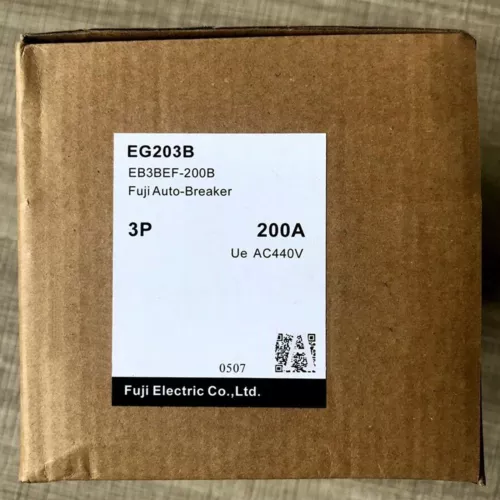 EG203B
EB3BEF-200B
Fuji Auto-Breaker
3P 200A
Ue AC440V
0507
Fuji Electric Co.,Ltd.